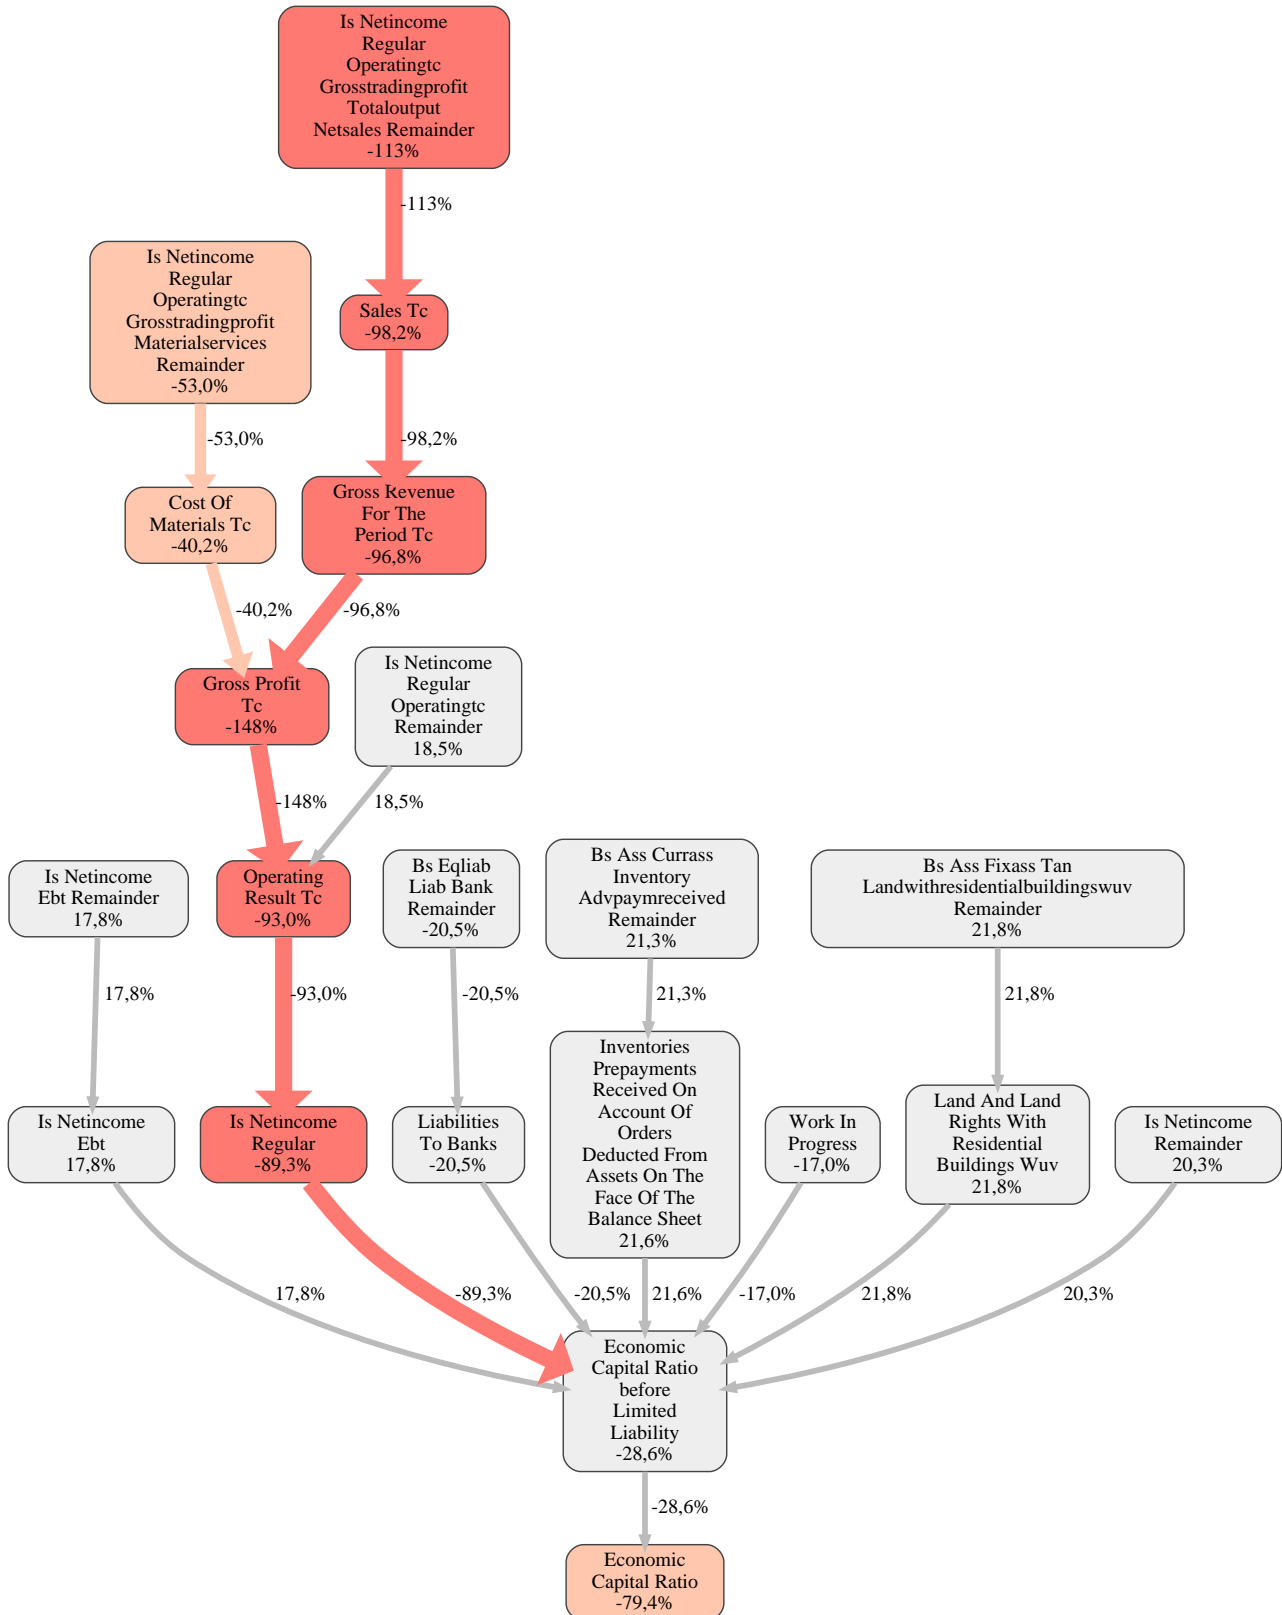 Is Netincome
Regular
Operatingtc
Grosstradingprofit
Totaloutput
Netsales Remainder
-113%
-113%
Is Netincome
Regular
Operatingtc
Grosstradingprofit
Materialservices
Remainder
-53,0%
Sales Tc
-98,2%
-53,0%
-98,2%
Cost Of
Materials Tc
-40,2%
Gross Revenue
For The
Period Tc
-96,8%
-40,2%
-96,8%
Gross Profit
Tc
-148%
Is Netincome
Regular
Operatingtc
Remainder
18,5%
-148%
18,5%
Is Netincome
Ebt Remainder
17,8%
Operating
Result Tc
-93,0%
Bs Eqliab
Liab Bank
Remainder
-20,5%
Bs Ass Currass
Inventory
Advpaymreceived
Remainder
21,3%
Bs Ass Fixass Tan
Landwithresidentialbuildingswuv
Remainder
21,8%
17,8%
-93,0%
-20,5%
21,3%
21,8%
Is Netincome
Ebt
17,8%
Is Netincome
Regular
-89,3%
Liabilities
To Banks
-20,5%
Inventories
Prepayments
Received On
Account Of
Orders
Deducted From
Assets On The
Face Of The
Balance Sheet
21,6%
Work In
Progress
-17,0%
Land And Land
Rights With
Residential
Buildings Wuv
21,8%
Is Netincome
Remainder
20,3%
17,8%
-89,3%
-20,5%
21,6%
-17,0%
21,8%
20,3%
Economic
Capital Ratio
before
Limited
Liability
-28,6%
-28,6%
Economic
Capital Ratio
-79,4%